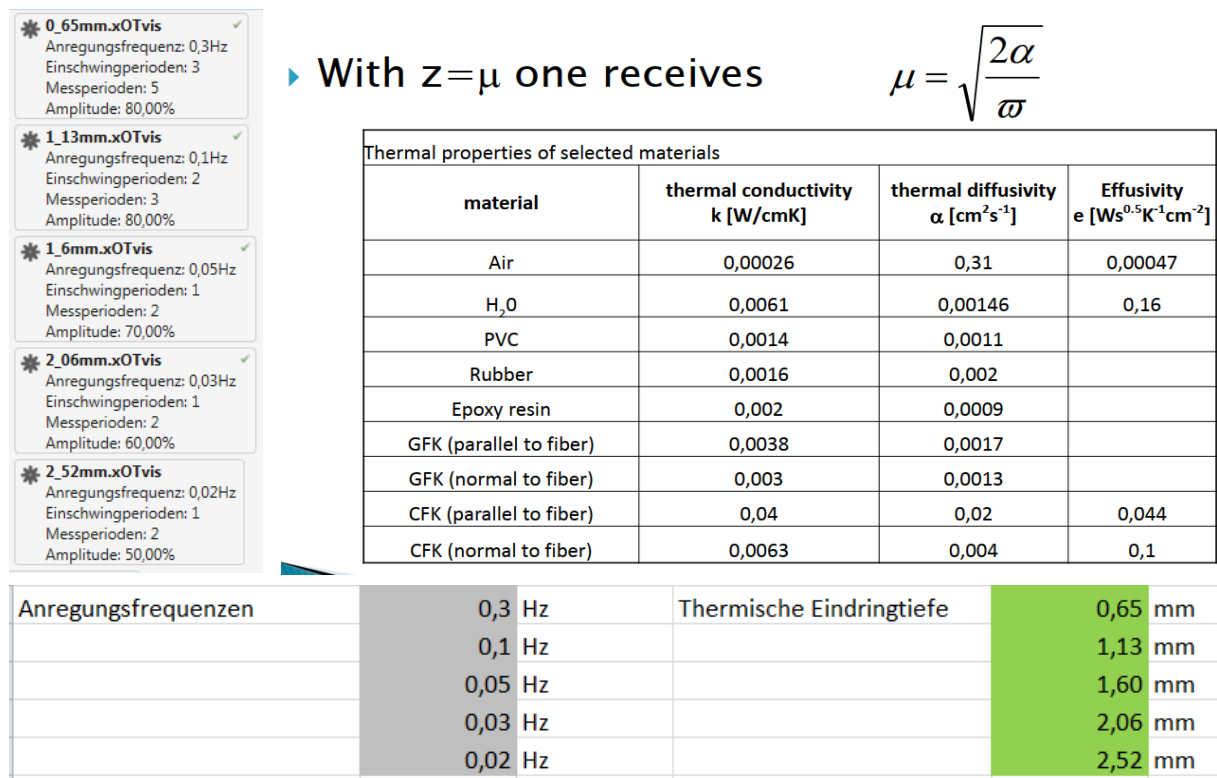 0_65mm.xOTvis
Anregungsfrequenz: 0,3Hz
Einschwingperioden: 3
Messperioden: 5
Amplitude: 80,00%
1_13mm.xOTvis
Anregungsfrequenz: 0,1Hz
Einschwingperioden: 2
Messperioden: 3
Amplitude: 80,00%
1_6mm.xOTvis
Anregungsfrequenz: 0,05Hz
Einschwingperioden: 1
Messperioden: 2
Amplitude: 70,00%
2_06mm.xOTvis
Anregungsfrequenz: 0,03Hz
Einschwingperioden: 1
Messperioden: 2
Amplitude: 60,00%
2_52mm.xOTvis
Anregungsfrequenz: 0,02Hz
Einschwingperioden: 1
Messperioden: 2
Amplitude: 50,00%
With z=μ one receives μ = √(2α/ϖ)
Thermal properties of selected materials
material thermal conductivity k [W/cmK] thermal diffusivity α [cm²s⁻¹] Effusivity e [Ws⁰·⁵K⁻¹cm⁻²]
Air 0,00026 0,31 0,00047
H₂0 0,0061 0,00146 0,16
PVC 0,0014 0,0011
Rubber 0,0016 0,002
Epoxy resin 0,002 0,0009
GFK (parallel to fiber) 0,0038 0,0017
GFK (normal to fiber) 0,003 0,0013
CFK (parallel to fiber) 0,04 0,02 0,044
CFK (normal to fiber) 0,0063 0,004 0,1
Anregungsfrequenzen 0,3 Hz Thermische Eindringtiefe 0,65 mm
0,1 Hz 1,13 mm
0,05 Hz 1,60 mm
0,03 Hz 2,06 mm
0,02 Hz 2,52 mm